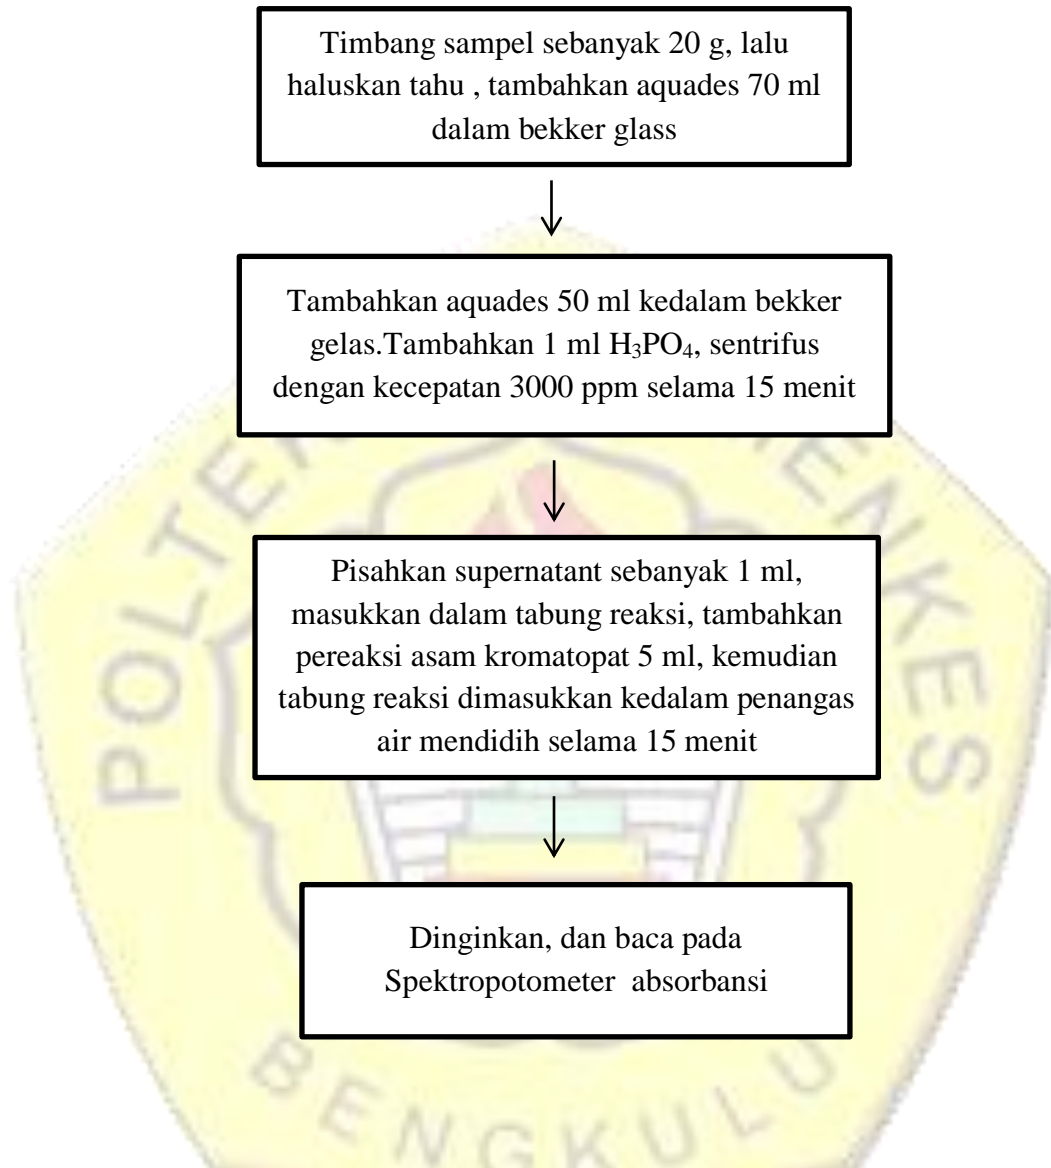 Timbang sampel sebanyak 20 g, lalu
haluskan tahu , tambahkan aquades 70 ml
dalam bekker glass
Tambahkan aquades 50 ml kedalam bekker
gelas.Tambahkan 1 ml H₃PO₄, sentrifus
dengan kecepatan 3000 ppm selama 15 menit
Pisahkan supernatant sebanyak 1 ml,
masukkan dalam tabung reaksi, tambahkan
pereaksi asam kromatopat 5 ml, kemudian
tabung reaksi dimasukkan kedalam penangas
air mendidih selama 15 menit
Dinginkan, dan baca pada
Spektropotometer absorbansi
BENGKULU